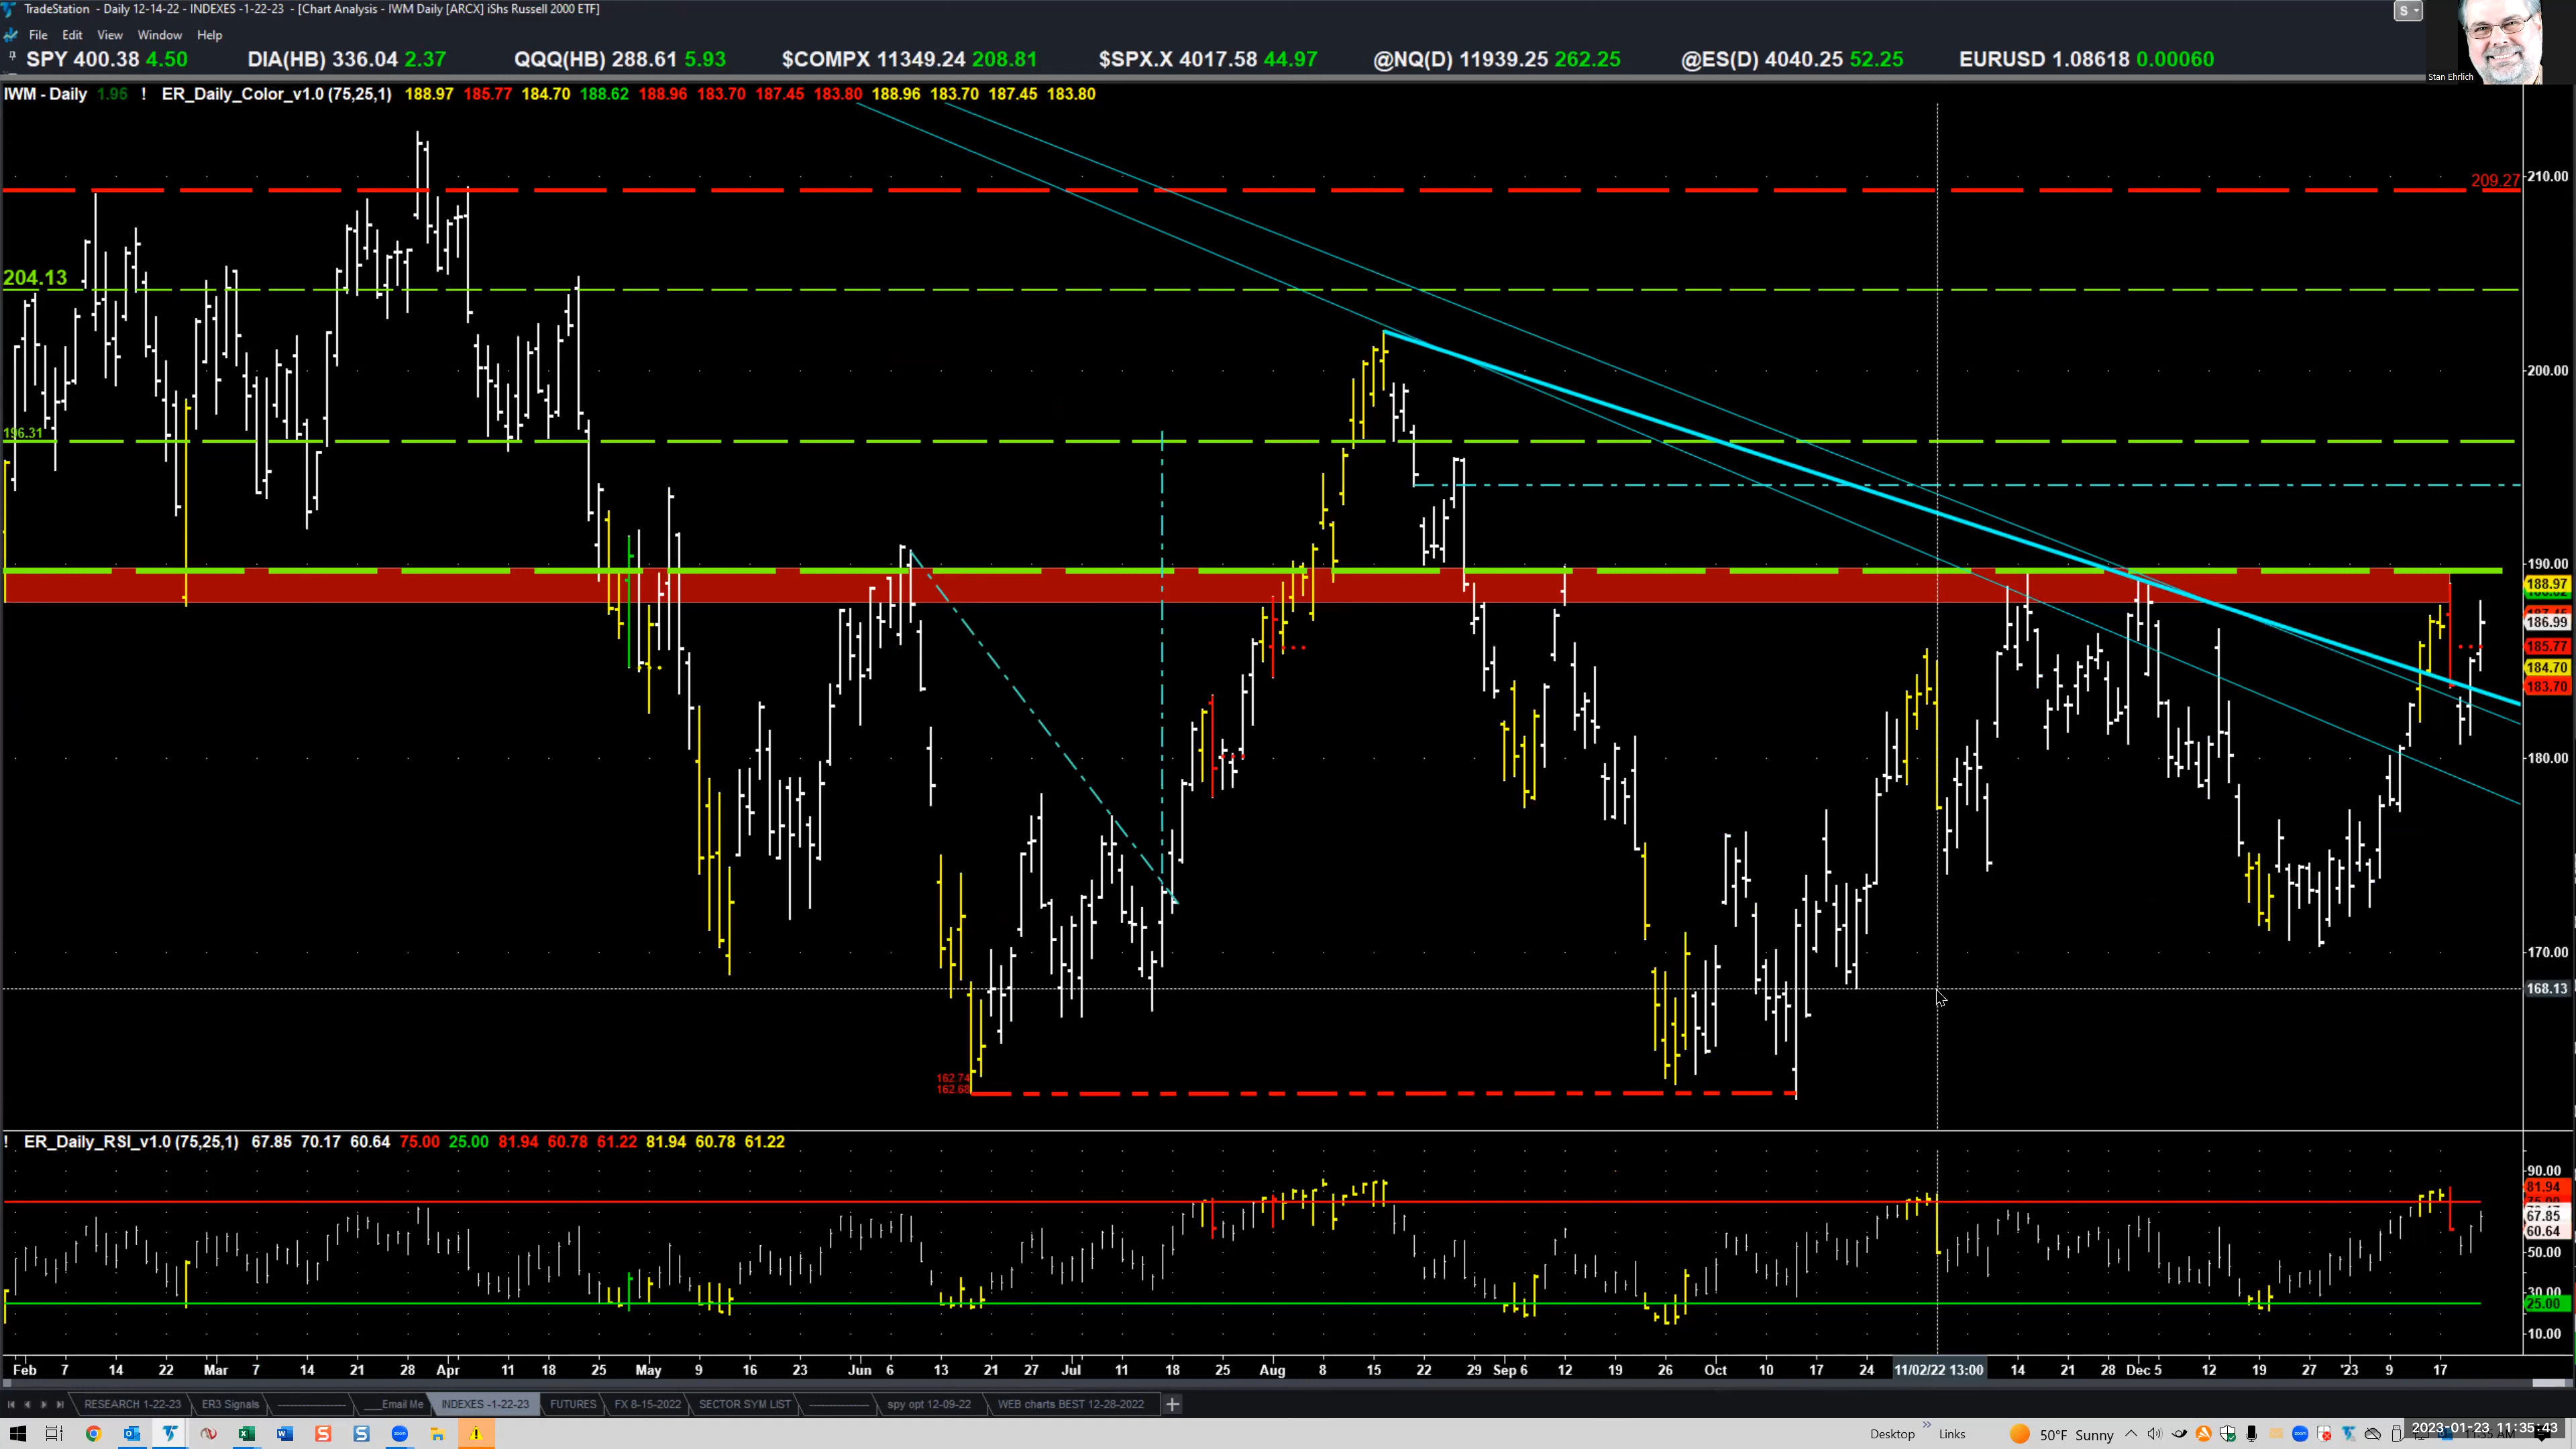 TradeStation - Daily 12-14-22 - INDEXES -1-22-23 - [Chart Analysis - IWM Daily [ARCX] iShs Russell 2000 ETF]
S
File Edit View Window Help
SPY 400.38 4.50 DIA(HB) 336.04 2.37 QQQ(HB) 288.61 5.93 $COMPX 11349.24 208.81 $SPX.X 4017.58 44.97 @NQ(D) 11939.25 262.25 @ES(D) 4040.25 52.25 EURUSD 1.08618 0.00060
Stan Ehrlich
IWM - Daily 1.95 ! ER_Daily_Color_v1.0 (75,25,1) 188.97 185.77 184.70 188.62 188.96 183.70 187.45 183.80 188.96 183.70 187.45 183.80
210.00
209.27
204.13
200.00
196.31
190.00
188.97
186.99
185.77
184.70
183.70
180.00
170.00
168.13
162.74
162.68
! ER_Daily_RSI_v1.0 (75,25,1) 67.85 70.17 60.64 75.00 25.00 81.94 60.78 61.22 81.94 60.78 61.22
90.00
81.94
67.85
60.64
50.00
30.00
25.00
10.00
Feb 7 14 22 Mar 7 14 21 28 Apr 11 18 25 May 9 16 23 Jun 6 13 21 27 Jul 11 18 25 Aug 8 15 22 29 Sep 6 12 19 26 Oct 10 17 24 11/02/22 13:00 14 21 28 Dec 5 12 19 27 '23 9 17
RESEARCH 1-22-23 ER3 Signals ___Email Me INDEXES -1-22-23 FUTURES FX 8-15-2022 SECTOR SYM LIST spy opt 12-09-22 WEB charts BEST 12-28-2022 +
Desktop Links 50°F Sunny 2023-01-23 11:35:43